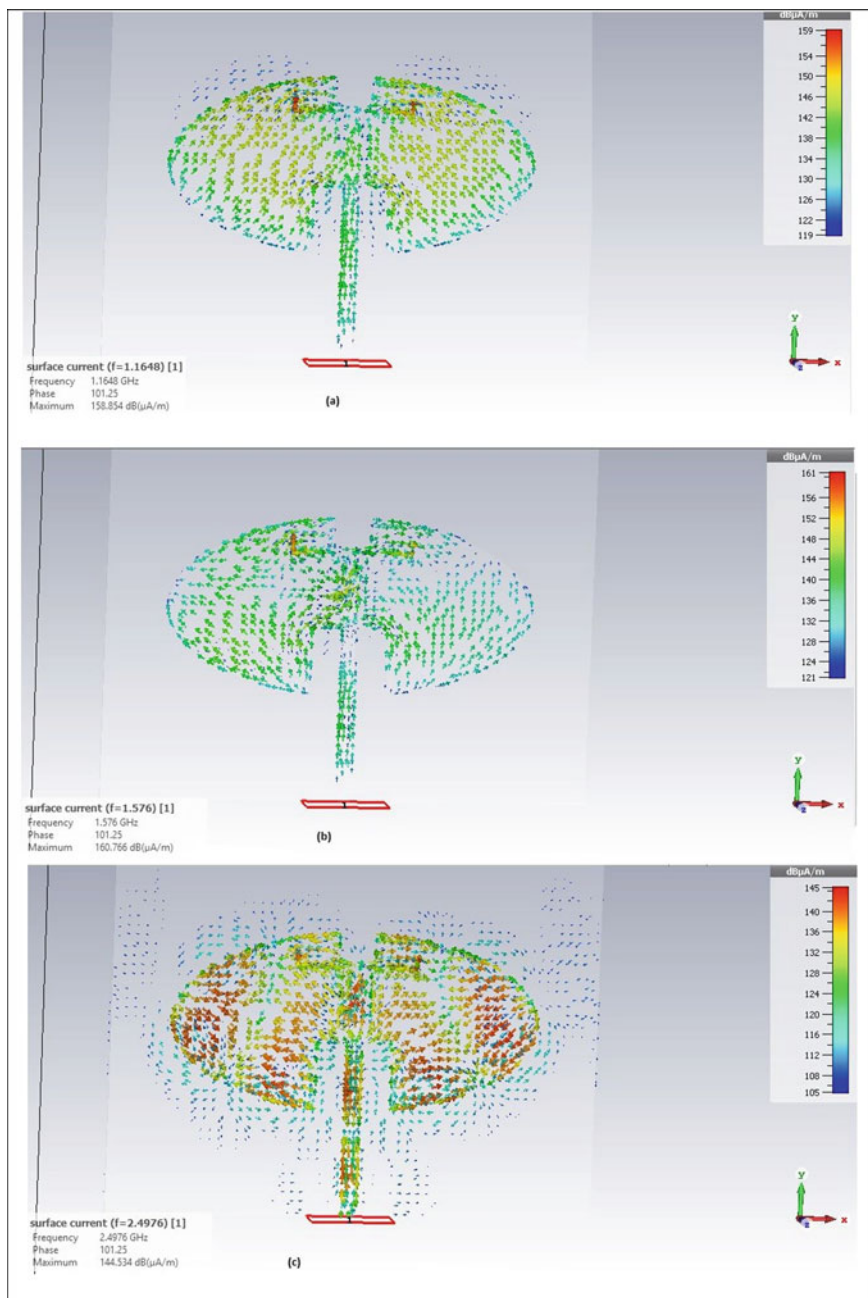 dBµA/m
159
154
150
146
142
138
134
130
126
122
119
y
x
z
1
surface current (f=1.1648) [1]
Frequency 1.1648 GHz
Phase 101.25
Maximum 158.854 dB(µA/m)
(a)
dBµA/m
161
156
152
148
144
140
136
132
128
124
121
y
x
z
1
surface current (f=1.576) [1]
Frequency 1.576 GHz
Phase 101.25
Maximum 160.766 dB(µA/m)
(b)
dBµA/m
145
140
136
132
128
124
120
116
112
108
105
y
x
z
1
surface current (f=2.4976) [1]
Frequency 2.4976 GHz
Phase 101.25
Maximum 144.534 dB(µA/m)
(c)